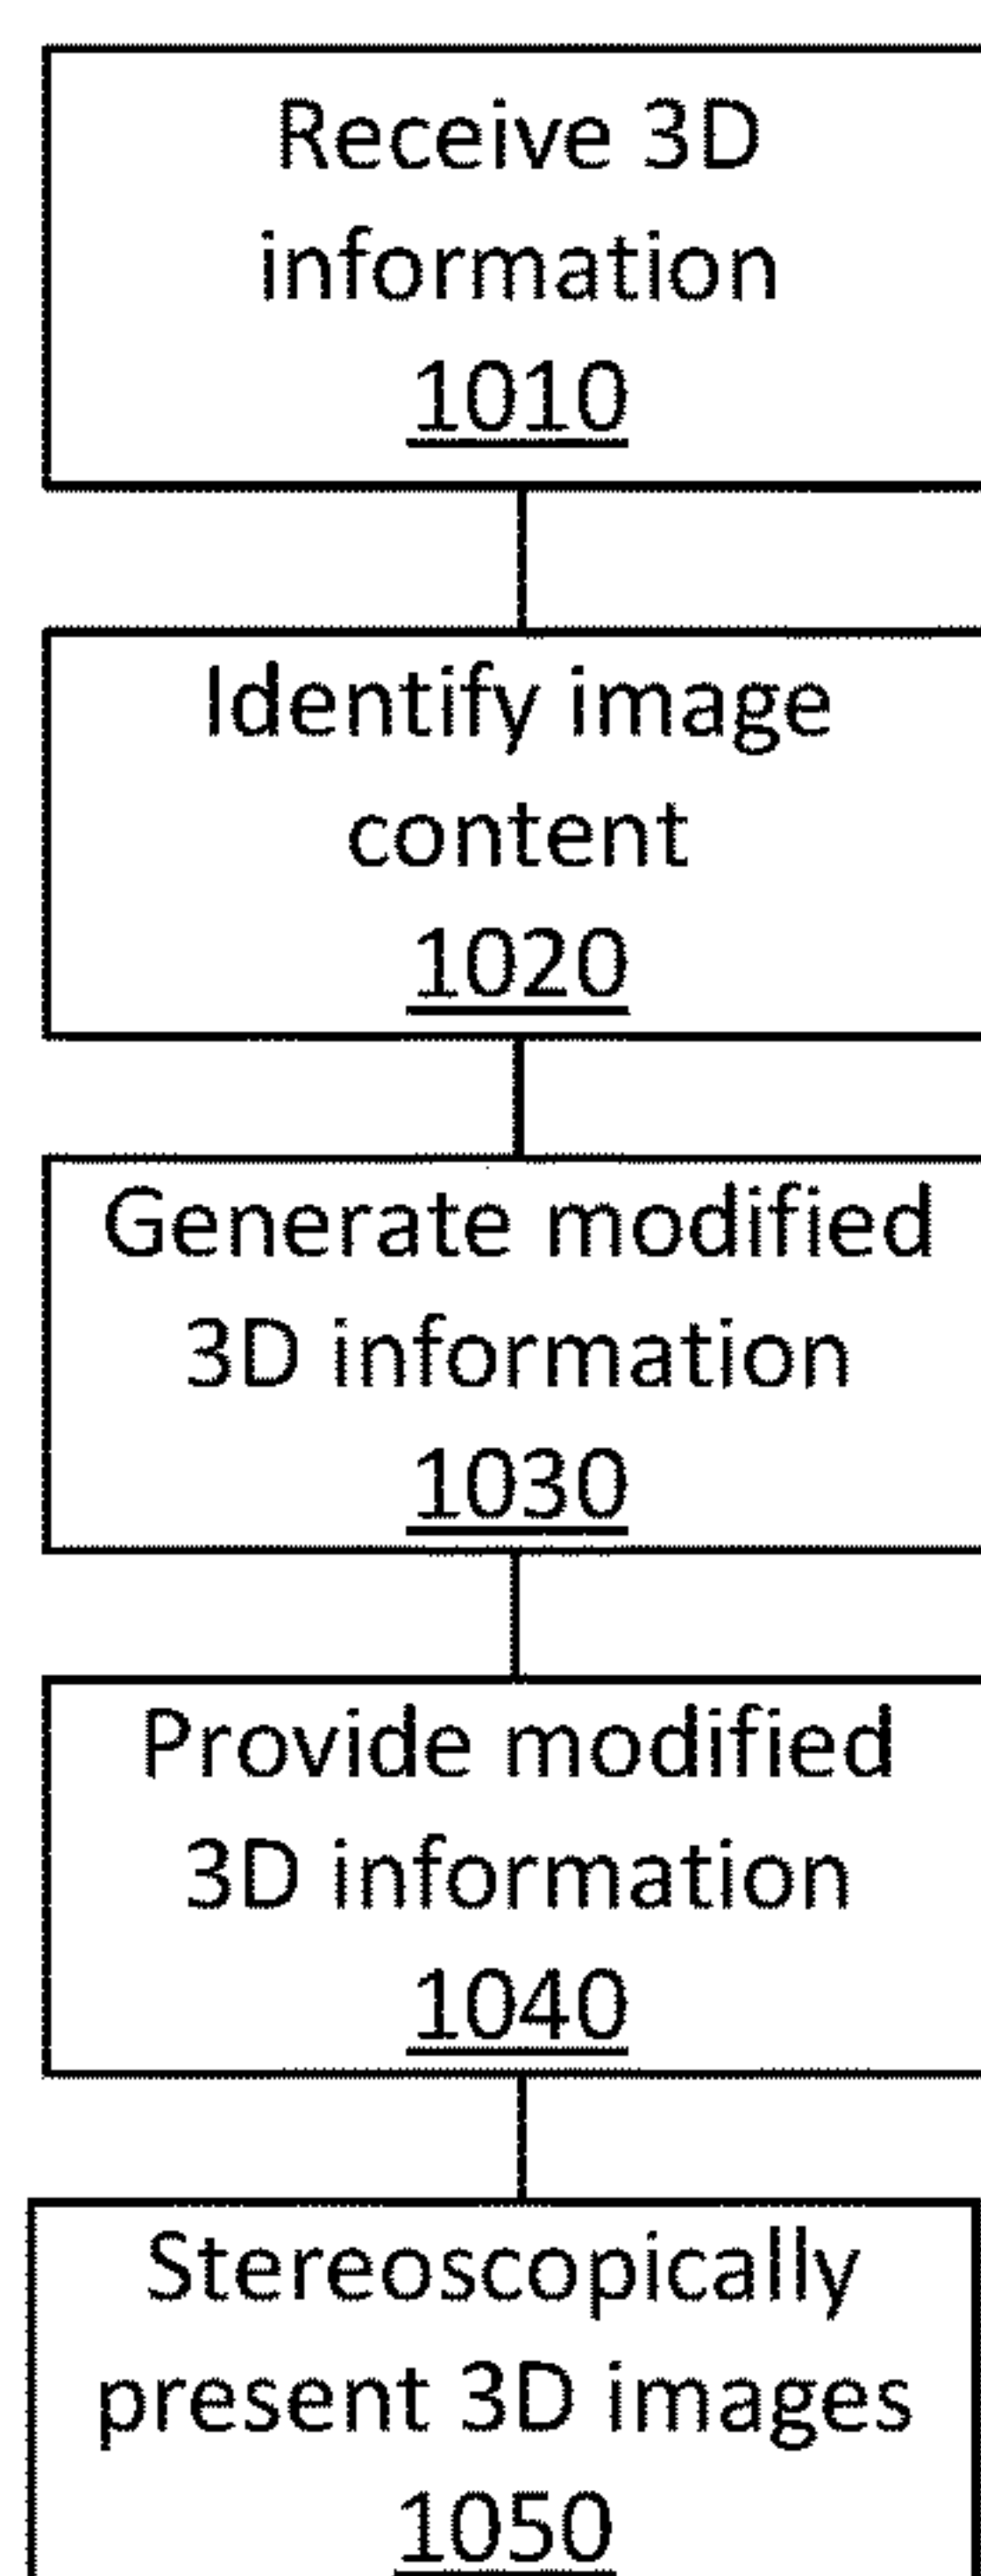 Receive 3D
information
1010
Identify image
content
1020
Generate modified
3D information
1030
Provide modified
3D information
1040
Stereoscopically
present 3D images
1050